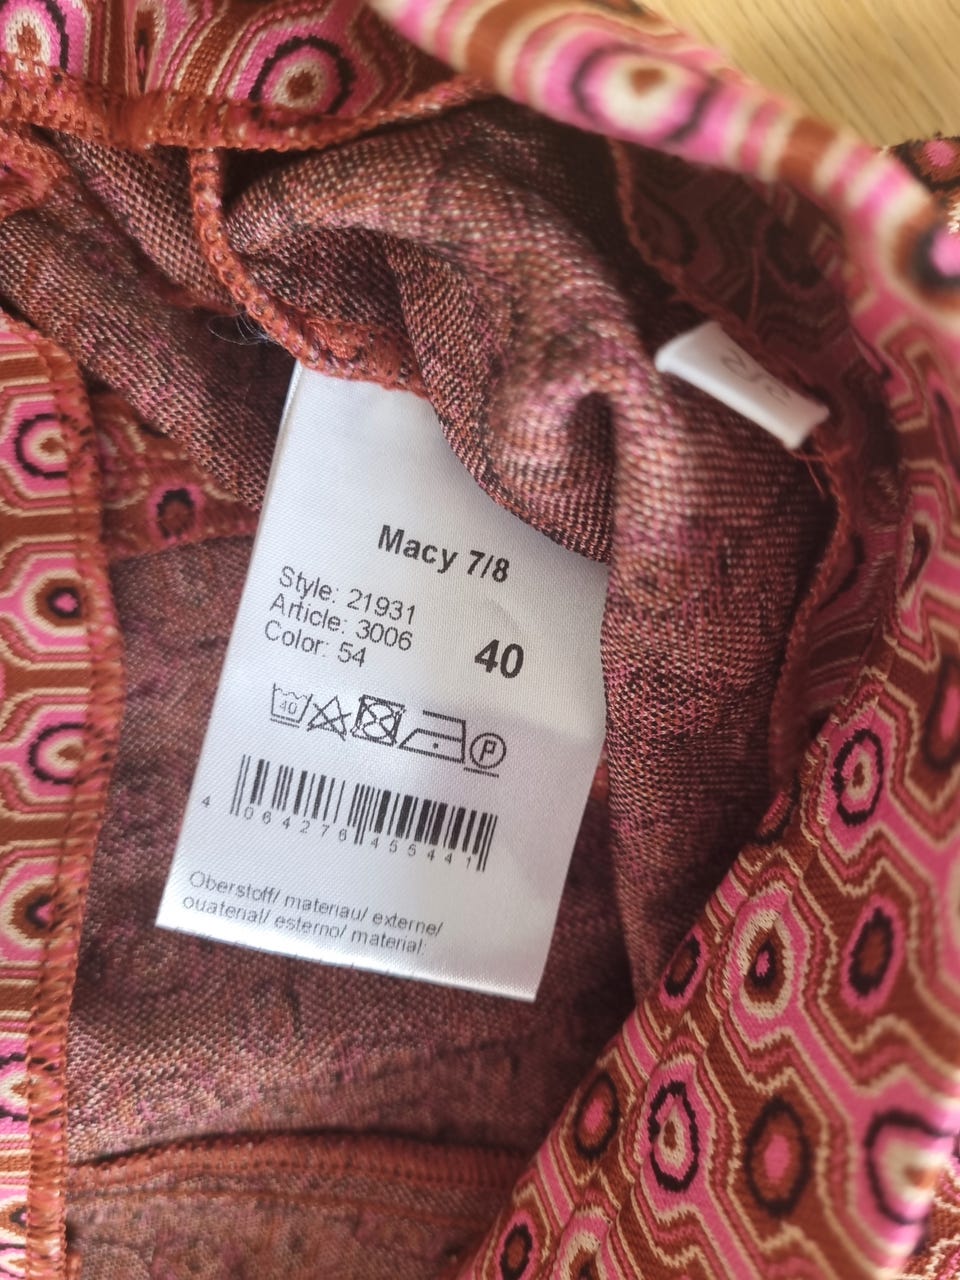 Macy 7/8
Style: 21931
Article: 3006
Color: 54
40
40
P
4 064276 455441
Oberstoff/ materiau/ externe/
ouaterial/ esterno/ material: